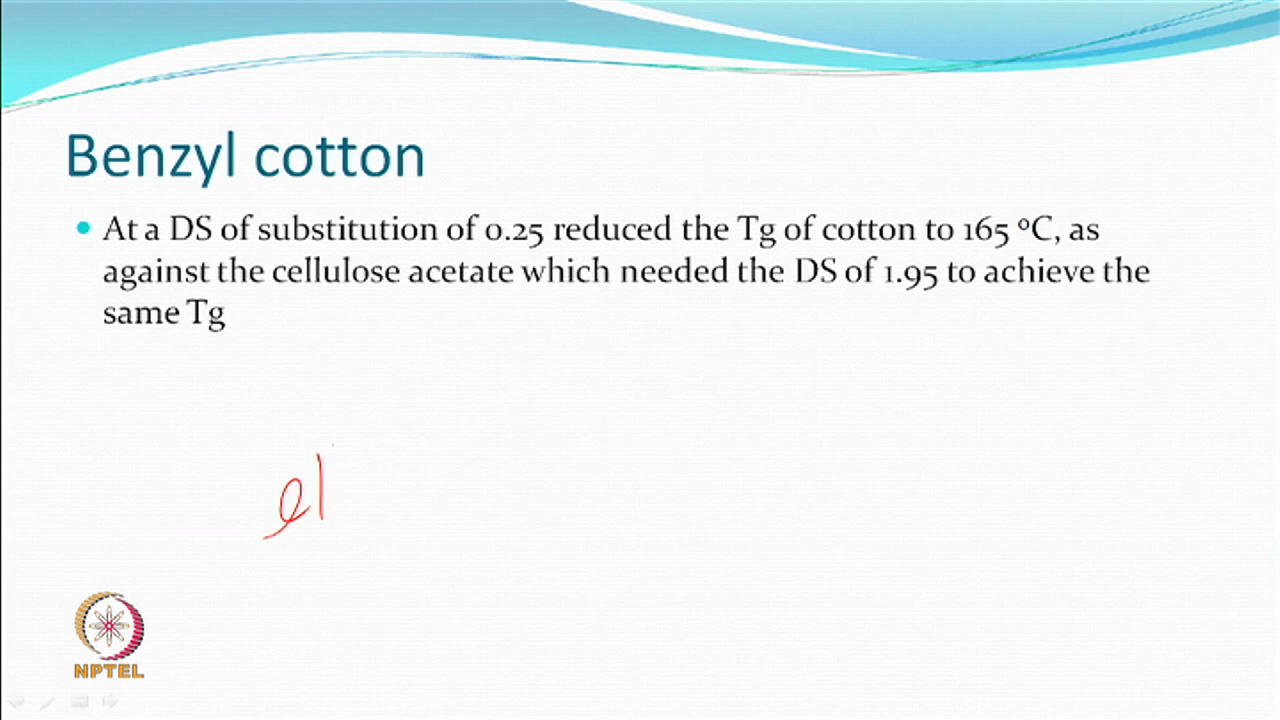 Benzyl cotton
At a DS of substitution of 0.25 reduced the Tg of cotton to 165 ºC, as
against the cellulose acetate which needed the DS of 1.95 to achieve the
same Tg
NPTEL